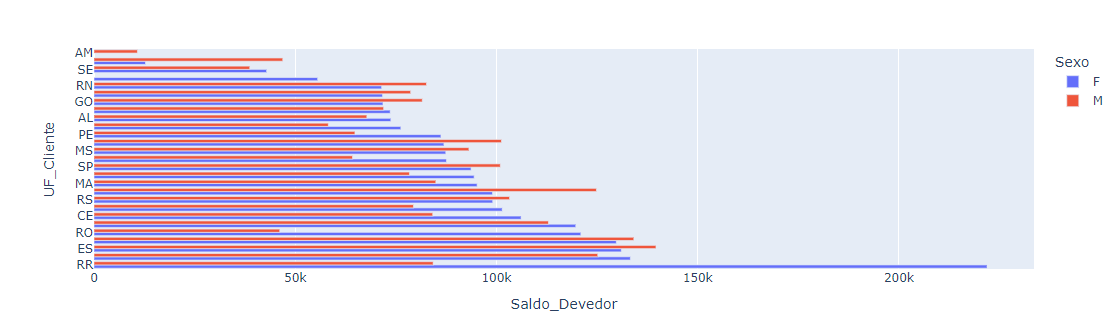 AM
SE
RN
GO
AL
PE
MS
SP
MA
RS
CE
RO
ES
RR
UF_Cliente
0 50k 100k 150k 200k
Saldo_Devedor
Sexo
F
M